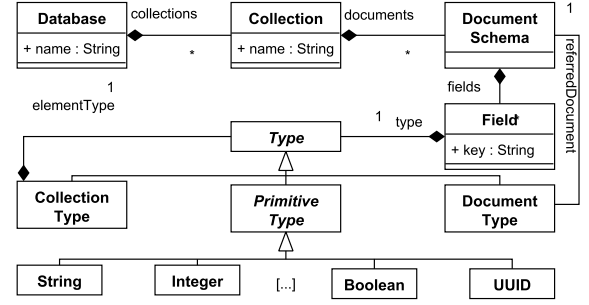 Database
collections
Collection
documents
Document
Schema
1
+ name : String
*
+ name : String
*
referredDocument
fields
1
elementType
Field
*
1
type
Type
+ key : String
Collection
Type
Primitive
Type
Document
Type
String
Integer
[...]
Boolean
UUID